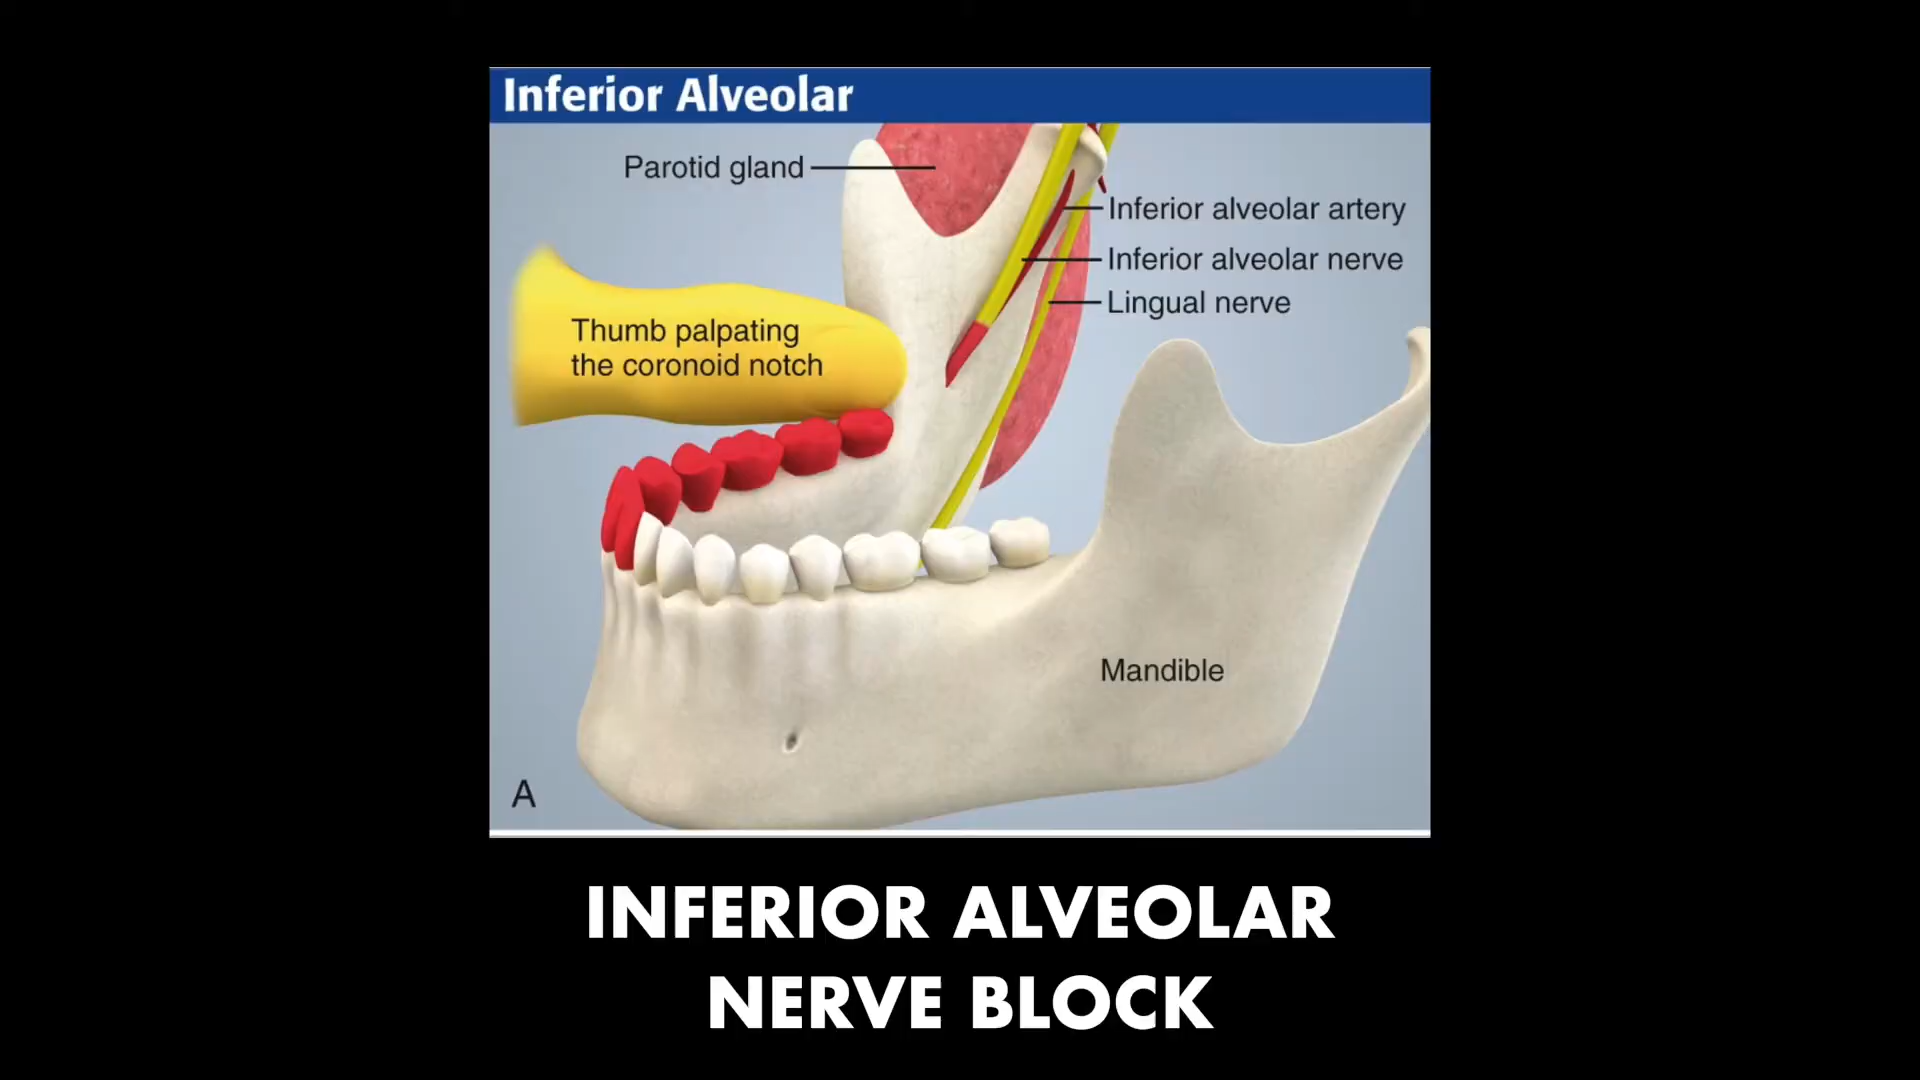 Inferior Alveolar
Parotid gland
Inferior alveolar artery
Inferior alveolar nerve
Lingual nerve
Thumb palpating
the coronoid notch
Mandible
A
INFERIOR ALVEOLAR
NERVE BLOCK